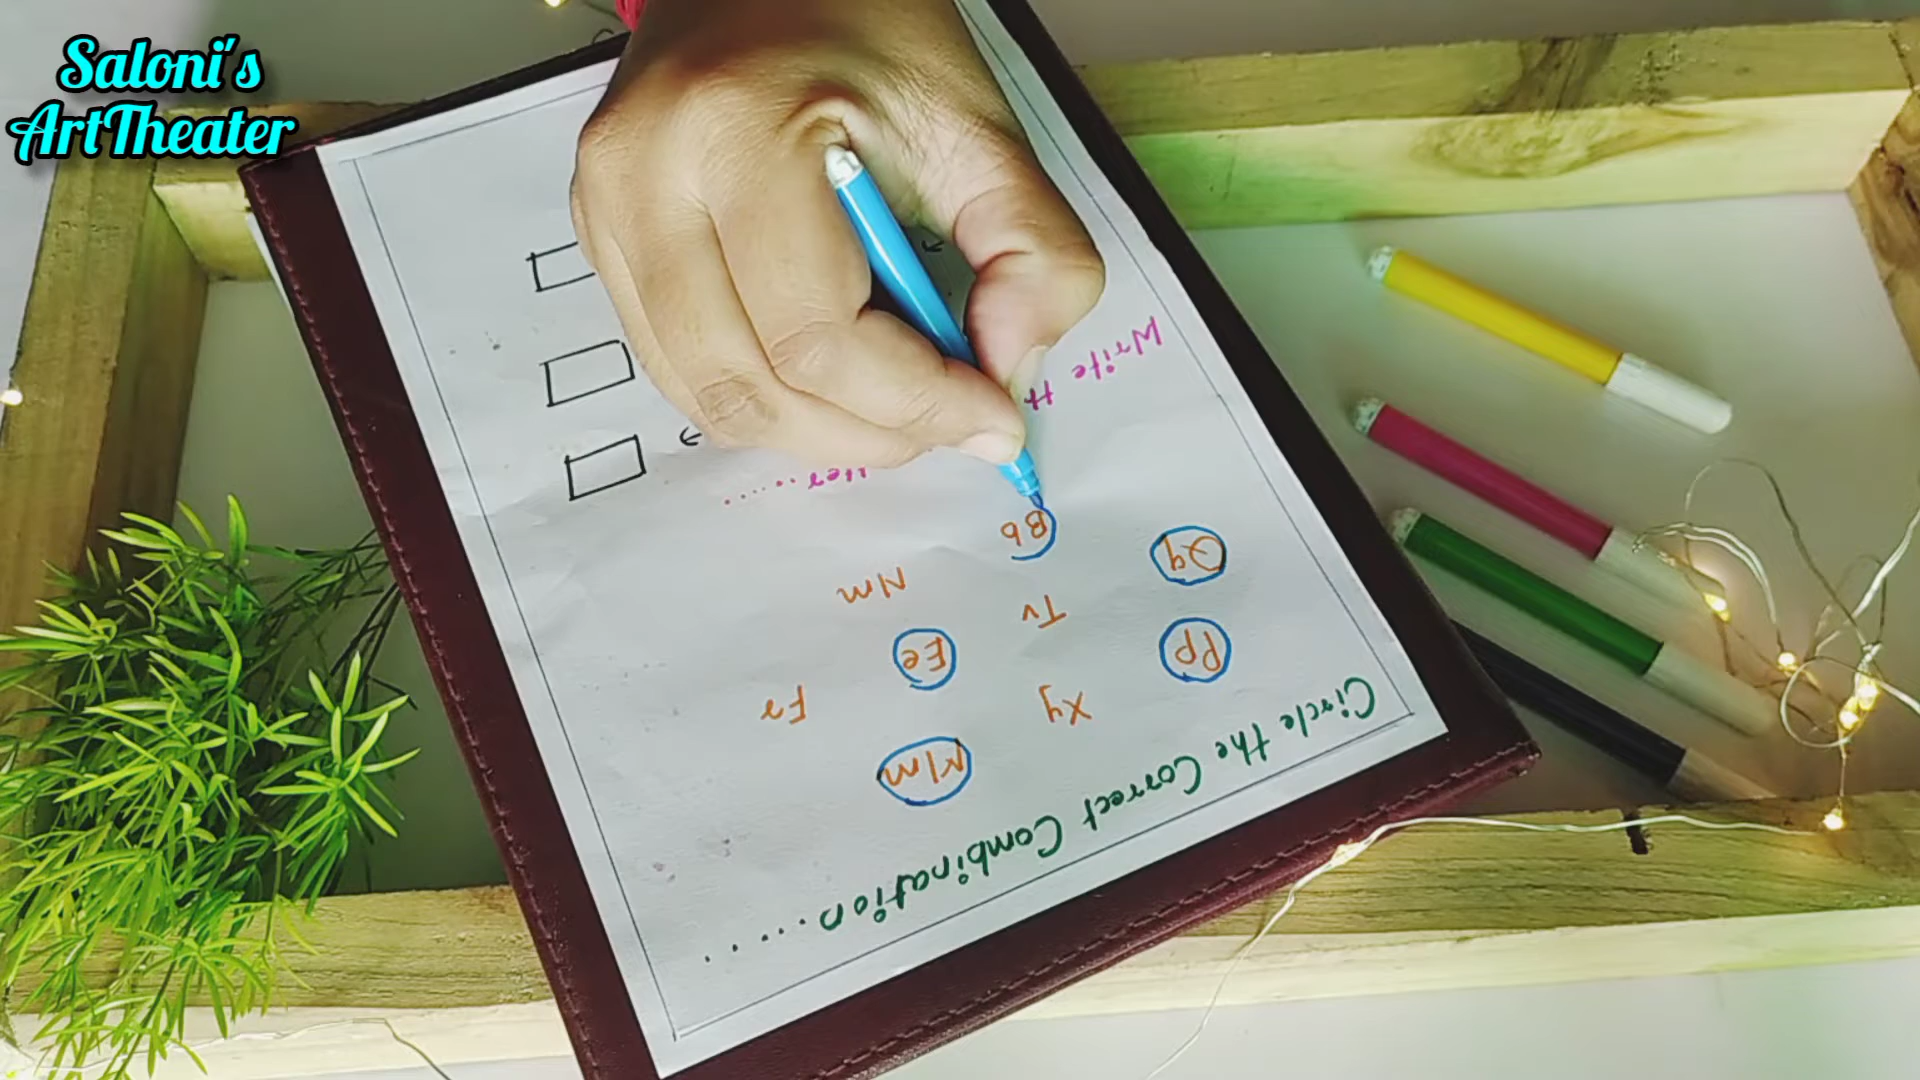 Saloni's
ArtTheater
Circle the Correct Combination......
Pp Xy Mm
Qq Tv Ee Fr
Bb Nm
Write